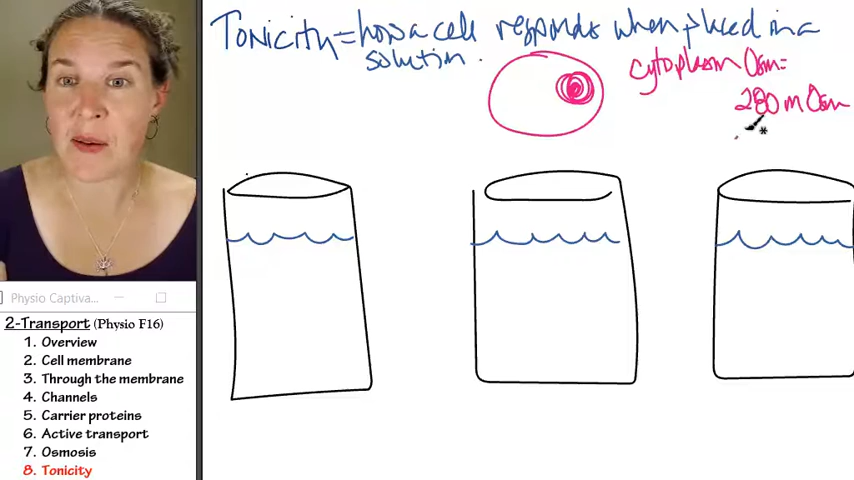 Tonicity = how a cell responds when placed in a
solution.
cytoplasm Osm =
280 mOsm
*
Physio Captiva...
2-Transport (Physio F16)
1. Overview
2. Cell membrane
3. Through the membrane
4. Channels
5. Carrier proteins
6. Active transport
7. Osmosis
8. Tonicity